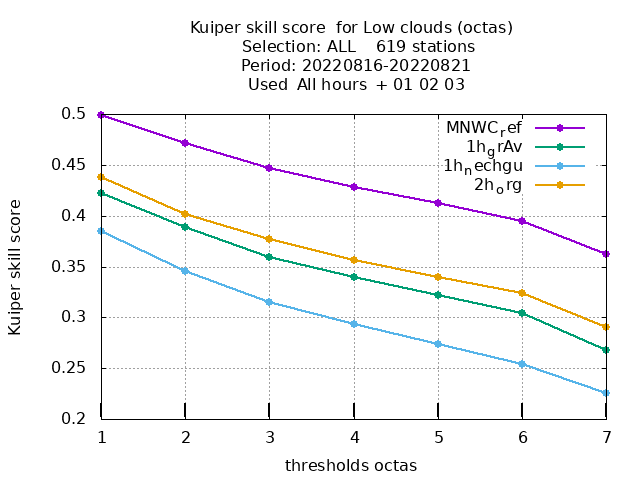 Kuiper skill score  for Low clouds (octas)
Selection: ALL    619 stations
Period: 20220816-20220821
Used  All hours  + 01 02 03
MNWCref
1hgrAv
1hnechgu
2horg
0.5
0.45
0.4
0.35
0.3
0.25
0.2
Kuiper skill score
1 2 3 4 5 6 7
thresholds octas